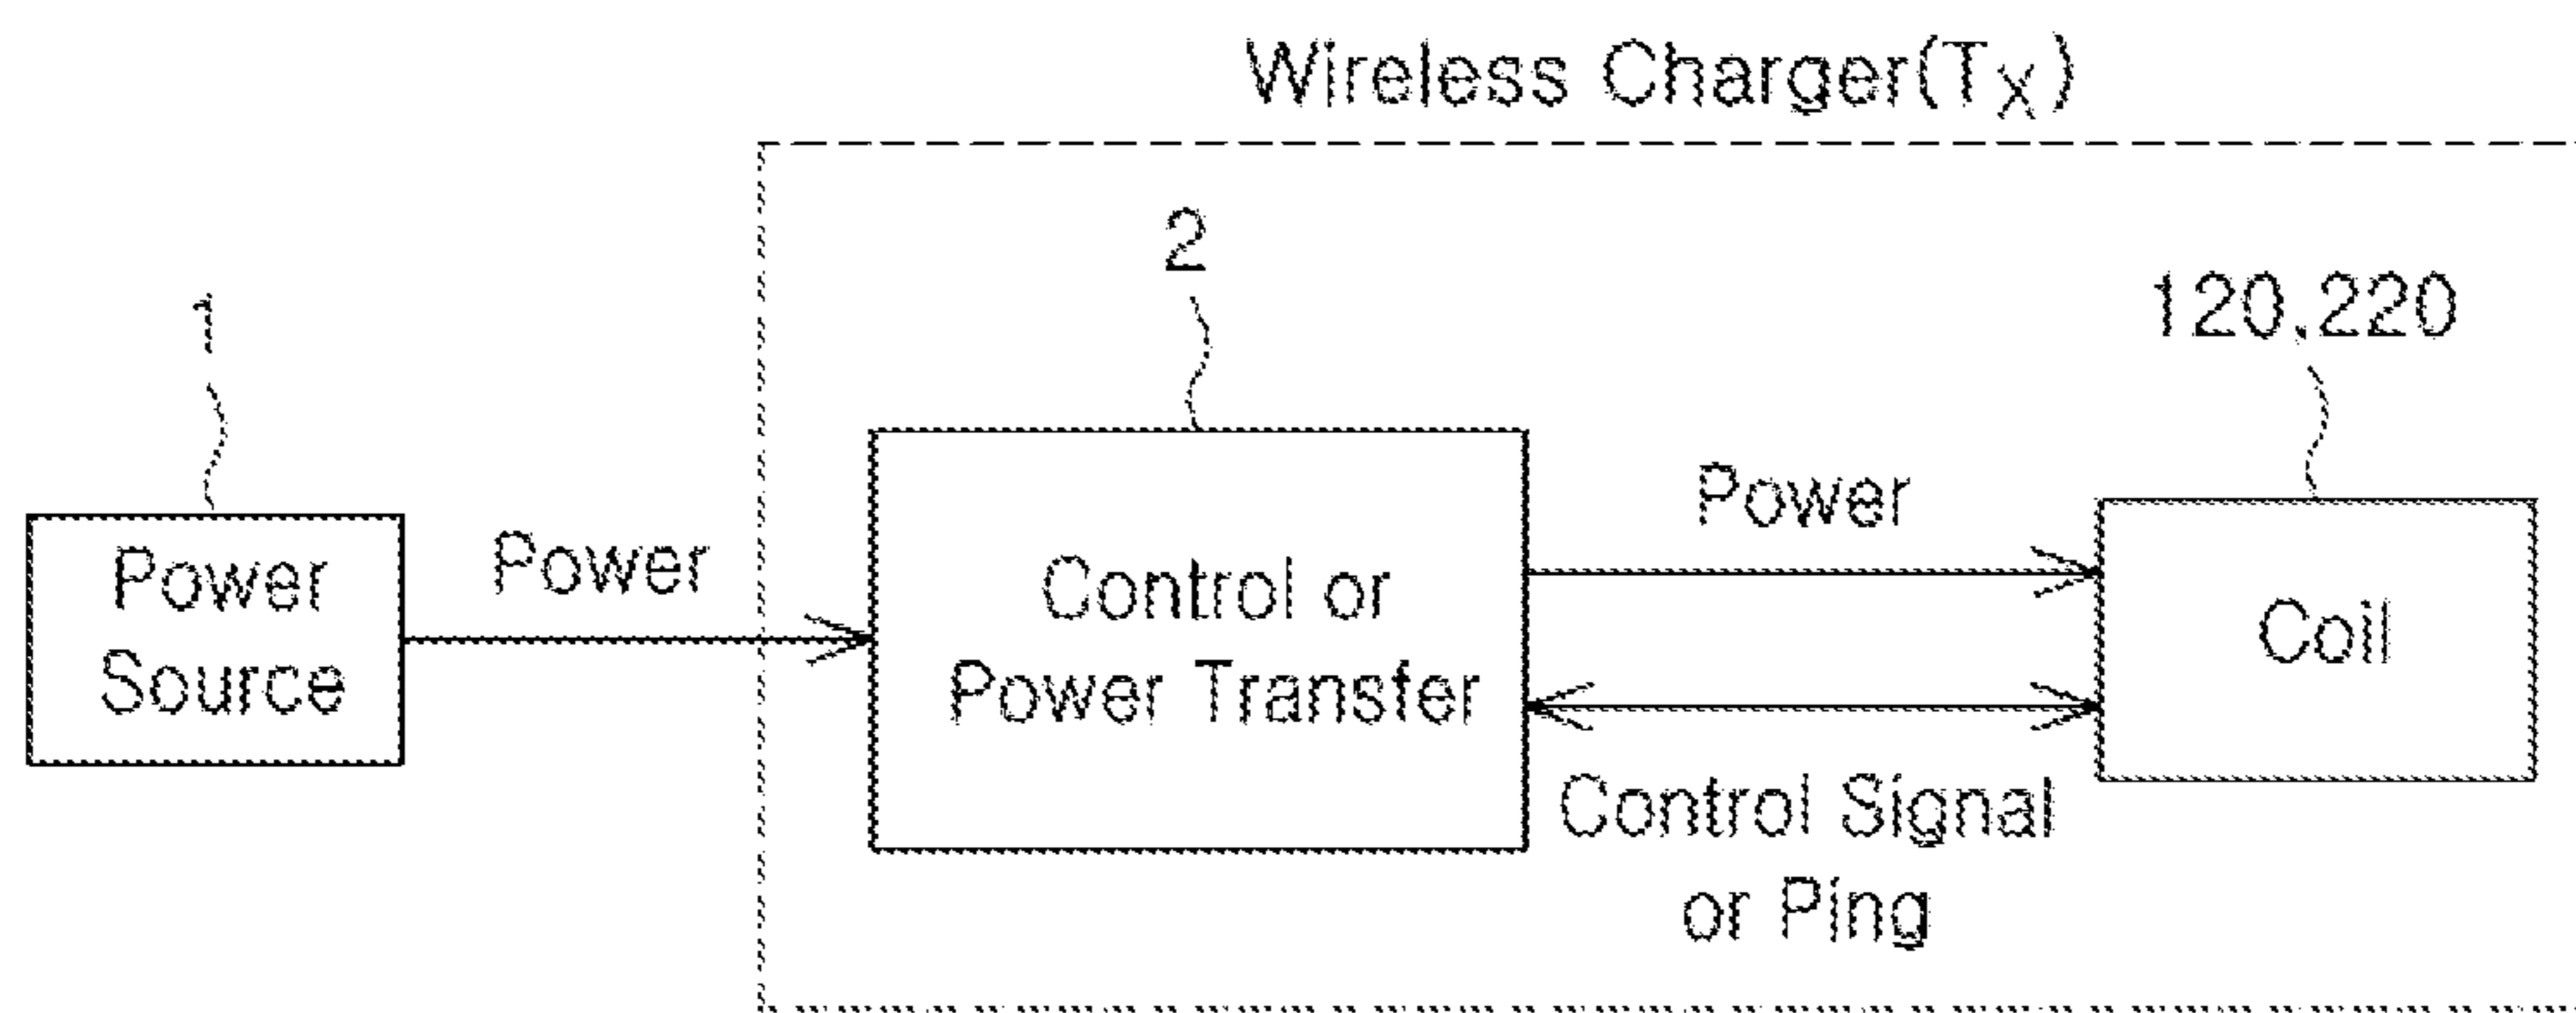 Wireless Charger(Tx)
2
1
120,220
Power
Source
Power
Control or
Power Transfer
Power
Coil
Control Signal
or Ping